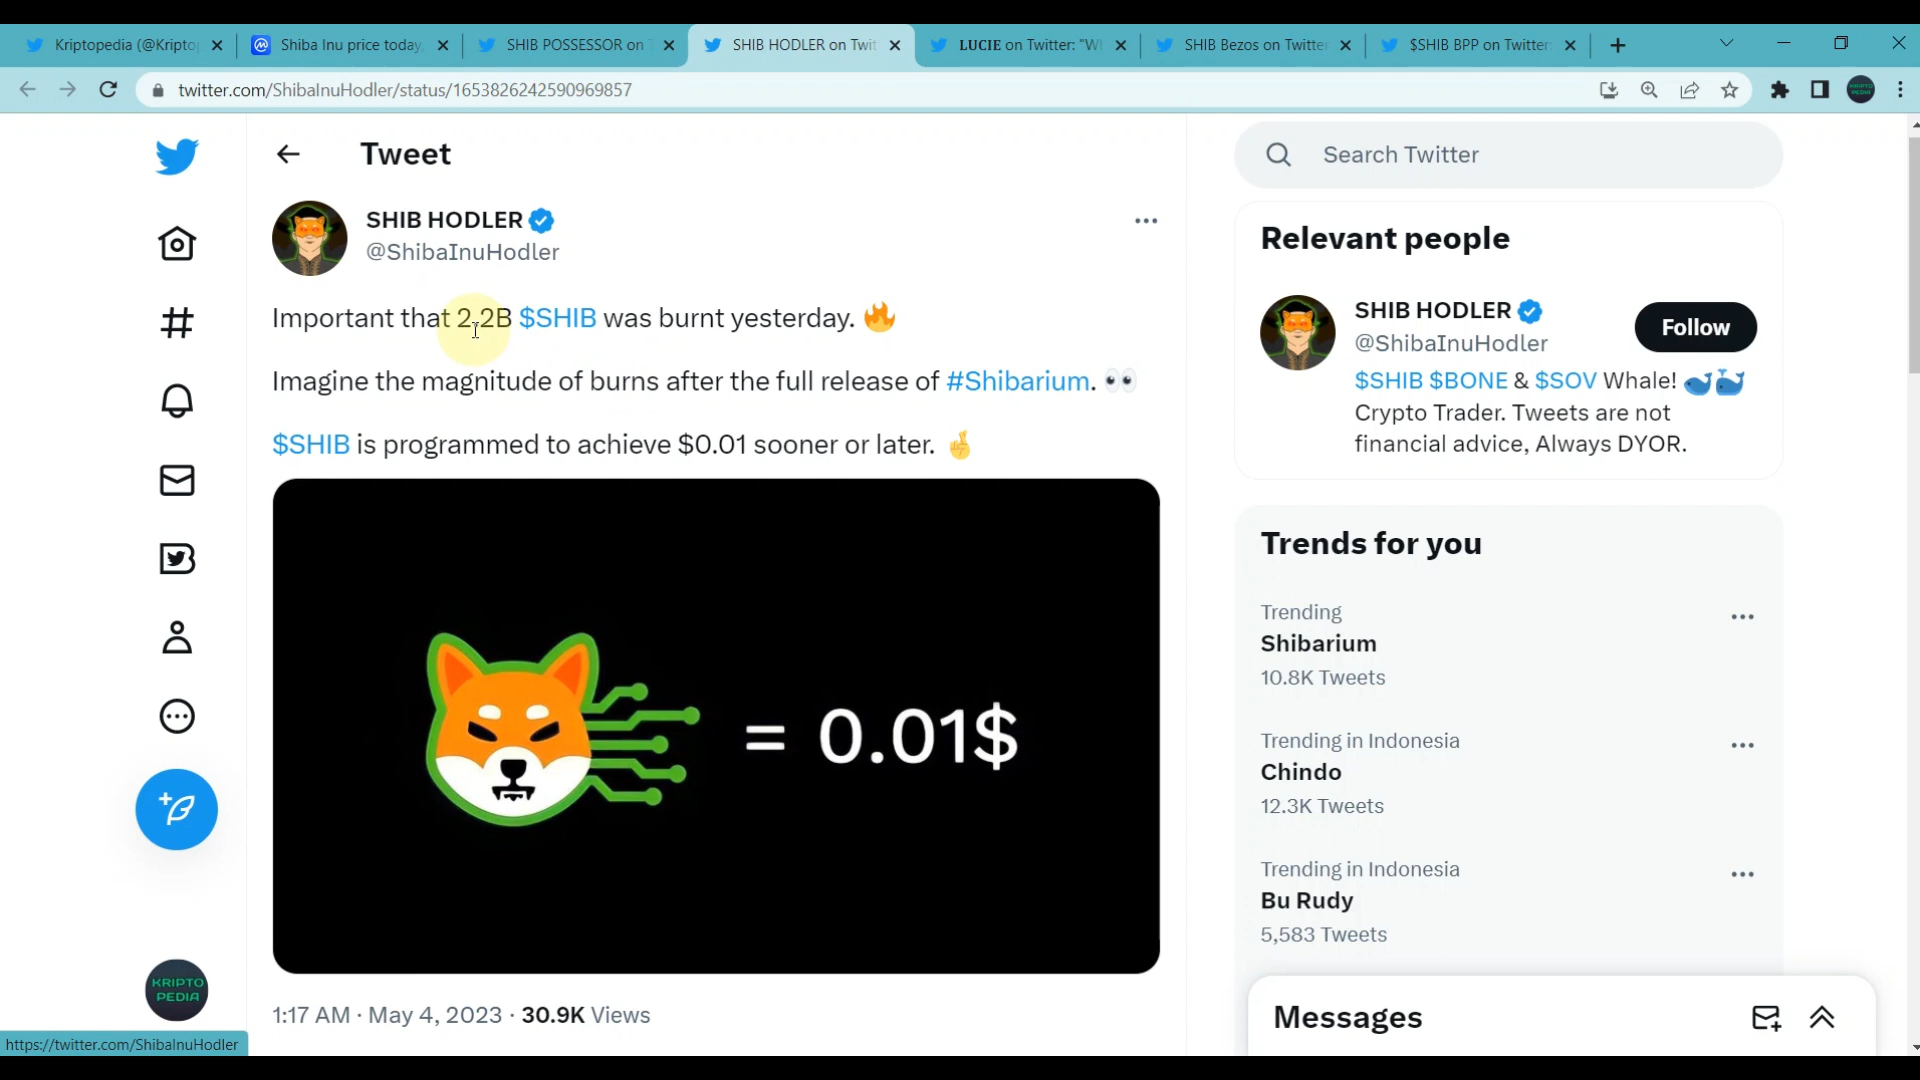 Kriptopedia (@Kripto
Shiba Inu price today,
SHIB POSSESSOR on T
SHIB HODLER on Twit
LUCIE on Twitter: "W
SHIB Bezos on Twitter
$SHIB BPP on Twitter:
twitter.com/ShibaInuHodler/status/1653826242590969857
Tweet
Search Twitter
SHIB HODLER
@ShibaInuHodler
Important that 2.2B $SHIB was burnt yesterday. 🔥
Imagine the magnitude of burns after the full release of #Shibarium. 👀
$SHIB is programmed to achieve $0.01 sooner or later. 🤞
= 0.01$
1:17 AM · May 4, 2023 · 30.9K Views
Relevant people
SHIB HODLER
@ShibaInuHodler
Follow
$SHIB $BONE & $SOV Whale! 🐋🐳
Crypto Trader. Tweets are not
financial advice, Always DYOR.
Trends for you
Trending
Shibarium
10.8K Tweets
Trending in Indonesia
Chindo
12.3K Tweets
Trending in Indonesia
Bu Rudy
5,583 Tweets
Messages
KRIPTO
PEDIA
https://twitter.com/ShibaInuHodler